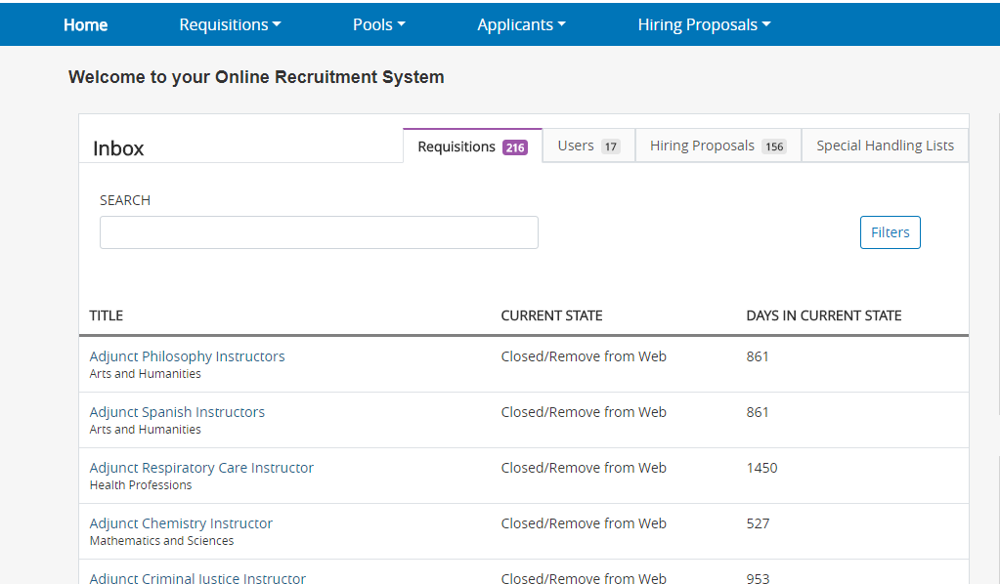 Home Requisitions Pools Applicants Hiring Proposals
Welcome to your Online Recruitment System
Inbox Requisitions 216 Users 17 Hiring Proposals 156 Special Handling Lists
SEARCH
Filters
TITLE CURRENT STATE DAYS IN CURRENT STATE
Adjunct Philosophy Instructors Closed/Remove from Web 861
Arts and Humanities
Adjunct Spanish Instructors Closed/Remove from Web 861
Arts and Humanities
Adjunct Respiratory Care Instructor Closed/Remove from Web 1450
Health Professions
Adjunct Chemistry Instructor Closed/Remove from Web 527
Mathematics and Sciences
Adjunct Criminal Justice Instructor Closed/Remove from Web 953